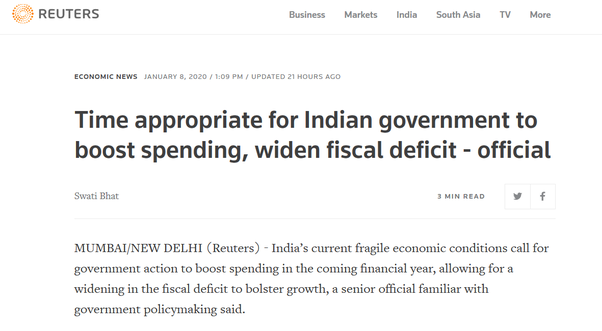 REUTERS
Business Markets India South Asia TV More
ECONOMIC NEWS JANUARY 8, 2020 / 1:09 PM / UPDATED 21 HOURS AGO
Time appropriate for Indian government to
boost spending, widen fiscal deficit - official
Swati Bhat 3 MIN READ
MUMBAI/NEW DELHI (Reuters) - India’s current fragile economic conditions call for
government action to boost spending in the coming financial year, allowing for a
widening in the fiscal deficit to bolster growth, a senior official familiar with
government policymaking said.